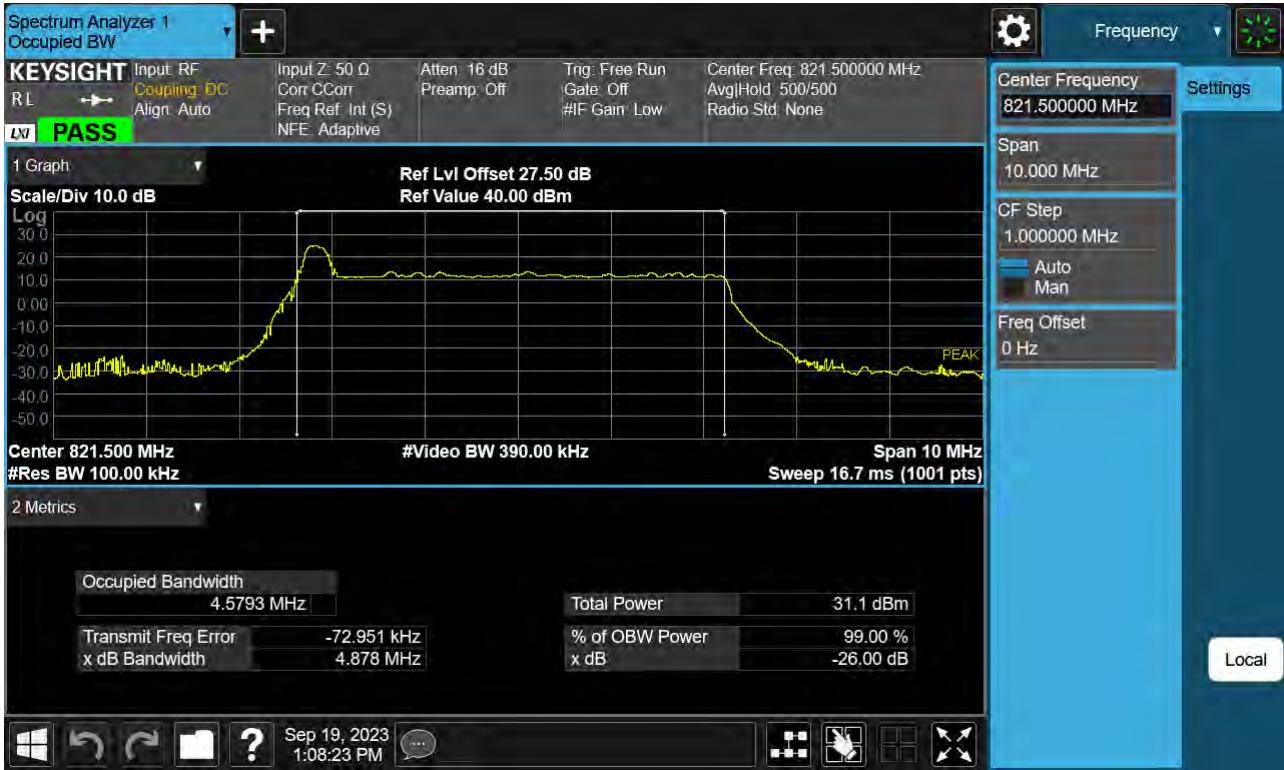 Spectrum Analyzer 1
Occupied BW
Frequency
KEYSIGHT
RL
LXI
PASS
Input: RF
Coupling: DC
Align: Auto
Input Z: 50 Ω
Corr CCorr
Freq Ref: Int (S)
NFE: Adaptive
Atten: 16 dB
Preamp: Off
Trig: Free Run
Gate: Off
#IF Gain: Low
Center Freq: 821.500000 MHz
Avg|Hold: 500/500
Radio Std: None
Center Frequency
821.500000 MHz
Settings
Span
10.000 MHz
CF Step
1.000000 MHz
Auto
Man
Freq Offset
0 Hz
1 Graph
Scale/Div 10.0 dB
Ref Lvl Offset 27.50 dB
Ref Value 40.00 dBm
Log
30.0
20.0
10.0
0.00
-10.0
-20.0
-30.0
-40.0
-50.0
PEAK
Center 821.500 MHz
#Video BW 390.00 kHz
Span 10 MHz
#Res BW 100.00 kHz
Sweep 16.7 ms (1001 pts)
2 Metrics
Occupied Bandwidth
4.5793 MHz
Total Power 31.1 dBm
Transmit Freq Error -72.951 kHz
% of OBW Power 99.00 %
x dB Bandwidth 4.878 MHz
x dB -26.00 dB
Local
?
Sep 19, 2023
1:08:23 PM